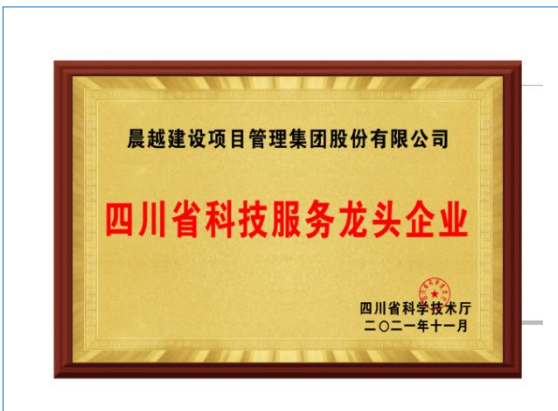 晨越建设项目管理集团股份有限公司
四川省科技服务龙头企业
四川省科学技术厅
二〇二一年十一月